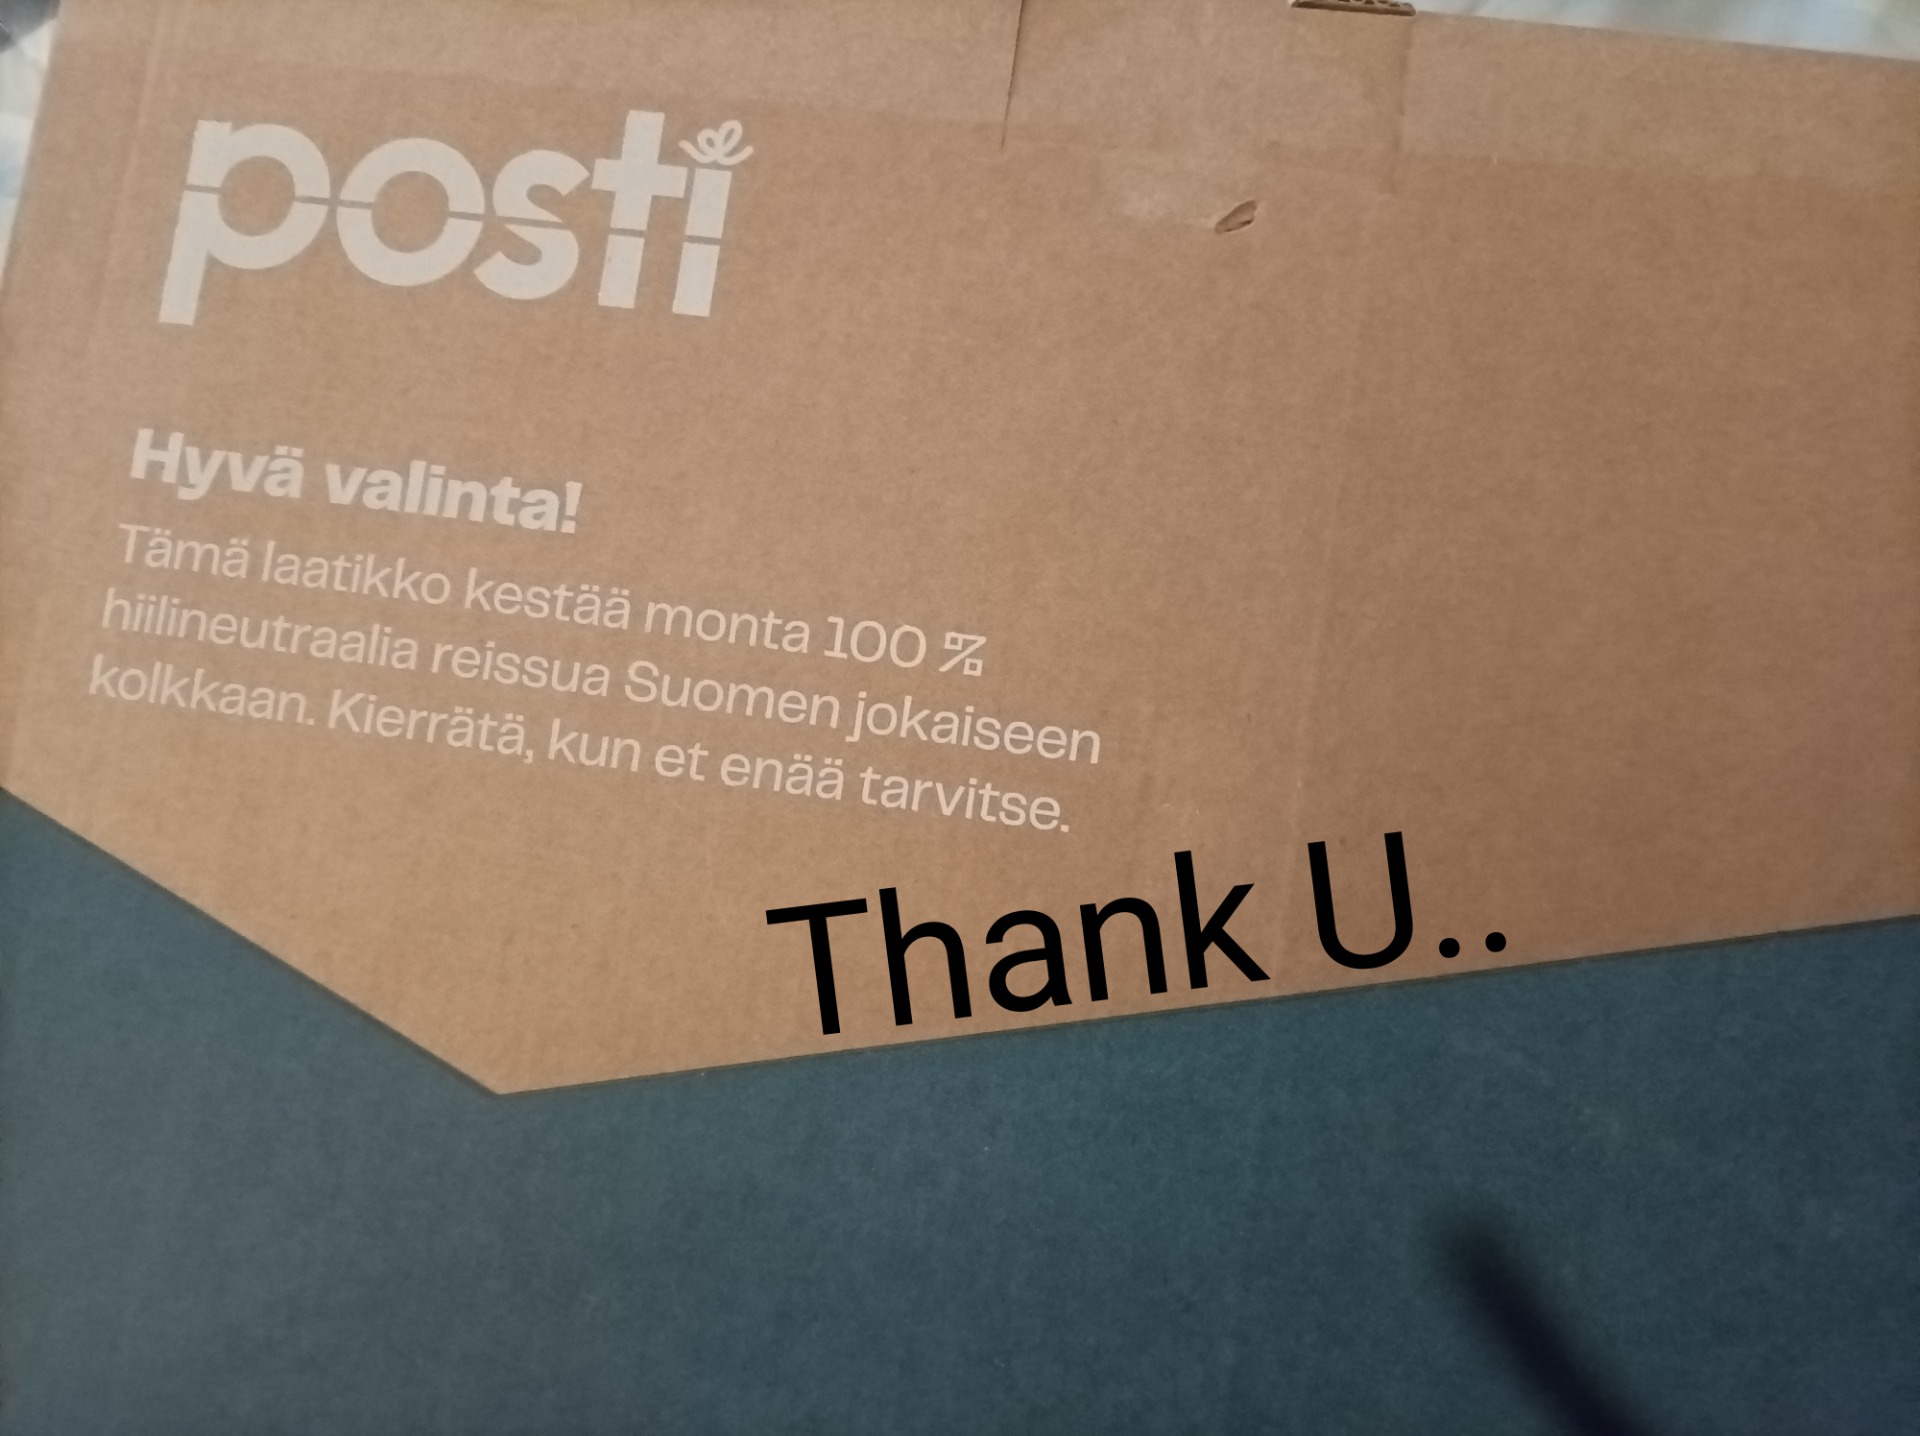 posti
Hyvä valinta!
Tämä laatikko kestää monta 100 %
hiilineutraalia reissua Suomen jokaiseen
kolkkaan. Kierrätä, kun et enää tarvitse.
Thank U..